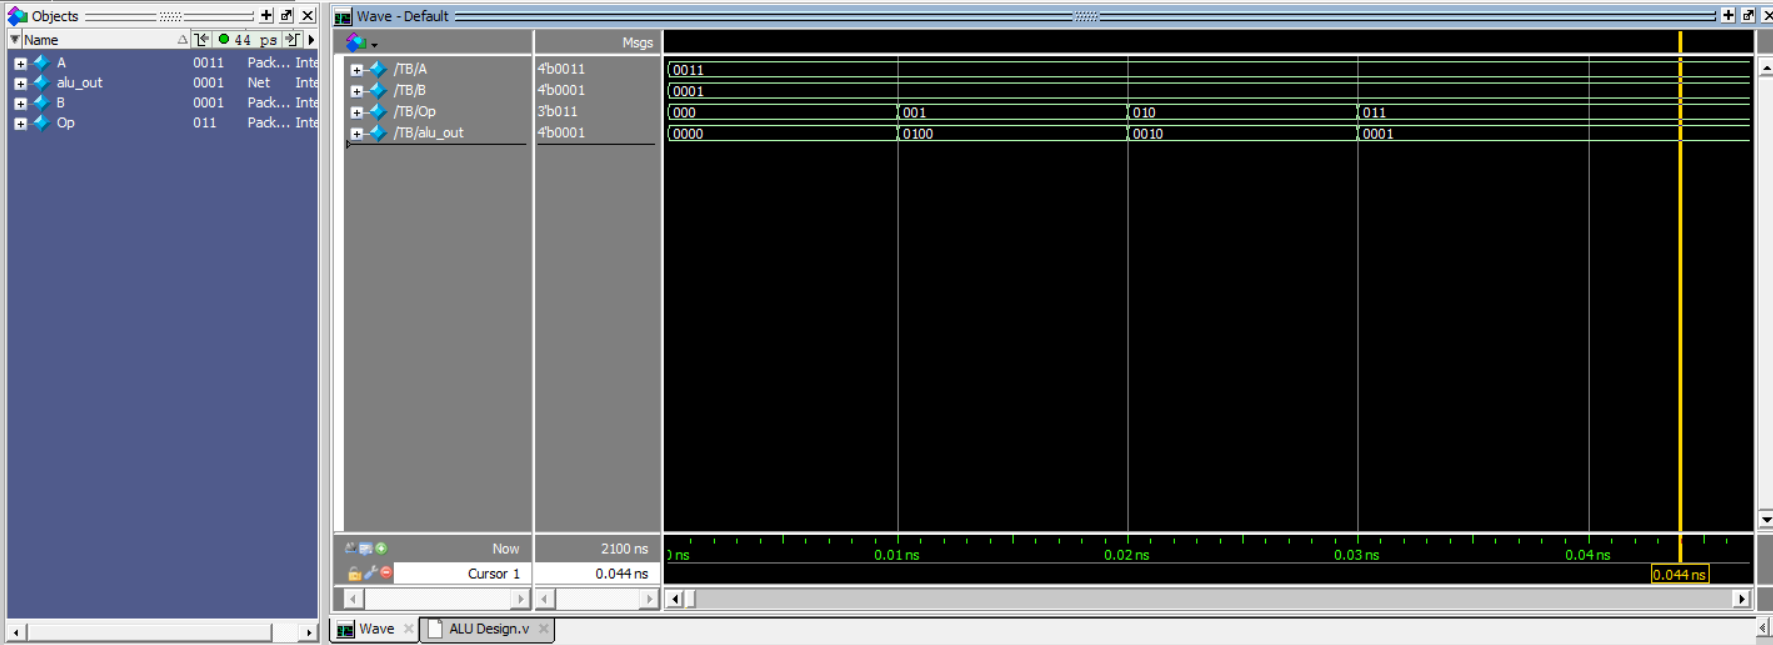 Objects
Name 44 ps
A 0011 Pack... Inte
alu_out 0001 Net Inte
B 0001 Pack... Inte
Op 011 Pack... Inte
Wave - Default
Msgs
/TB/A 4'b0011 0011
/TB/B 4'b0001 0001
/TB/Op 3'b011 000 001 010 011
/TB/alu_out 4'b0001 0000 0100 0010 0001
Now 2100 ns ns 0.01 ns 0.02 ns 0.03 ns 0.04 ns
Cursor 1 0.044 ns 0.044 ns
Wave ALU Design.v